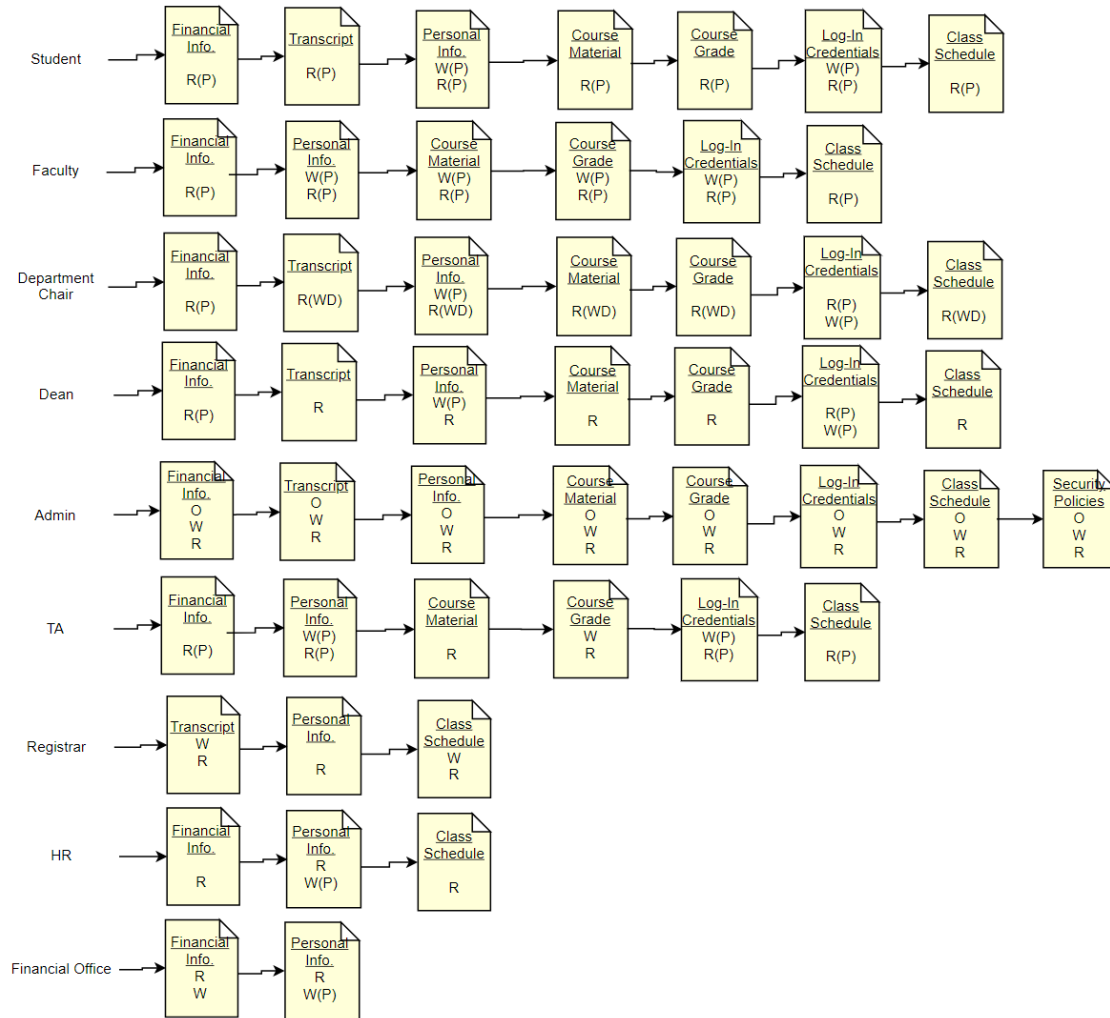 Student
Financial
Info.
R(P)
Transcript
R(P)
Personal
Info.
W(P)
R(P)
Course
Material
R(P)
Course
Grade
R(P)
Log-In
Credentials
W(P)
R(P)
Class
Schedule
R(P)
Faculty
Financial
Info.
R(P)
Personal
Info.
W(P)
R(P)
Course
Material
W(P)
R(P)
Course
Grade
W(P)
R(P)
Log-In
Credentials
W(P)
R(P)
Class
Schedule
R(P)
Department
Chair
Financial
Info.
R(P)
Transcript
R(WD)
Personal
Info.
W(P)
R(WD)
Course
Material
R(WD)
Course
Grade
R(WD)
Log-In
Credentials
R(P)
W(P)
Class
Schedule
R(WD)
Dean
Financial
Info.
R(P)
Transcript
R
Personal
Info.
W(P)
R
Course
Material
R
Course
Grade
R
Log-In
Credentials
R(P)
W(P)
Class
Schedule
R
Admin
Financial
Info.
O
W
R
Transcript
O
W
R
Personal
Info.
O
W
R
Course
Material
O
W
R
Course
Grade
O
W
R
Log-In
Credentials
O
W
R
Class
Schedule
O
W
R
Security
Policies
O
W
R
TA
Financial
Info.
R(P)
Personal
Info.
W(P)
R(P)
Course
Material
R
Course
Grade
W
R
Log-In
Credentials
W(P)
R(P)
Class
Schedule
R(P)
Registrar
Transcript
W
R
Personal
Info.
R
Class
Schedule
W
R
HR
Financial
Info.
R
Personal
Info.
R
W(P)
Class
Schedule
R
Financial Office
Financial
Info.
R
W
Personal
Info.
R
W(P)